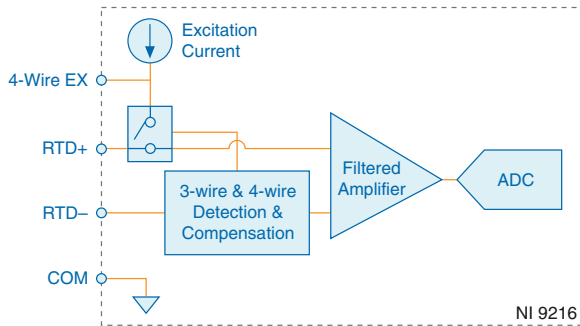 Excitation
Current
4-Wire EX
RTD+
RTD–
COM
3-wire & 4-wire
Detection &
Compensation
Filtered
Amplifier
ADC
NI 9216